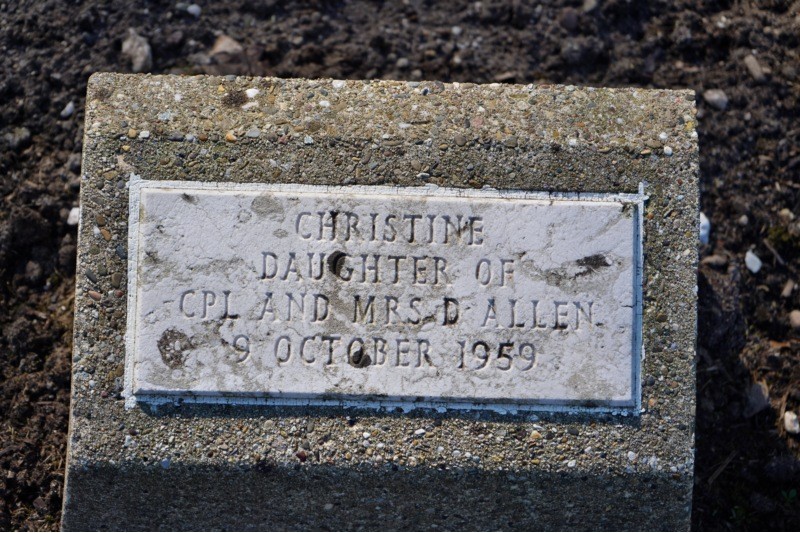 CHRISTINE
DAUGHTER OF
CPL AND MRS D ALLEN
9 OCTOBER 1959